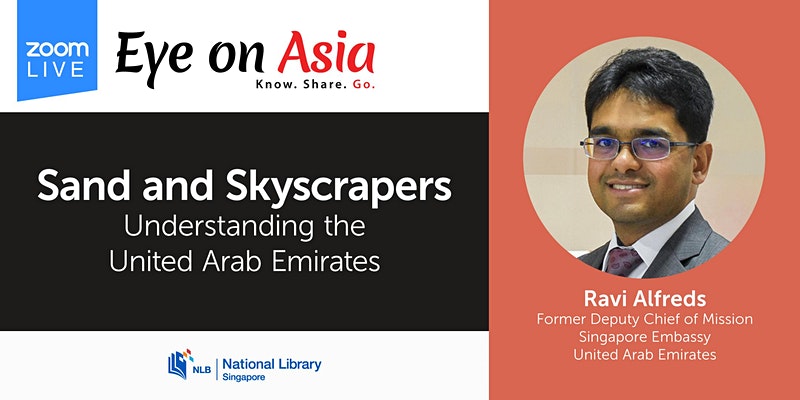 zoom
LIVE
Eye on Asia
Know. Share. Go.
Sand and Skyscrapers
Understanding the
United Arab Emirates
NLB
National Library
Singapore
Ravi Alfreds
Former Deputy Chief of Mission
Singapore Embassy
United Arab Emirates